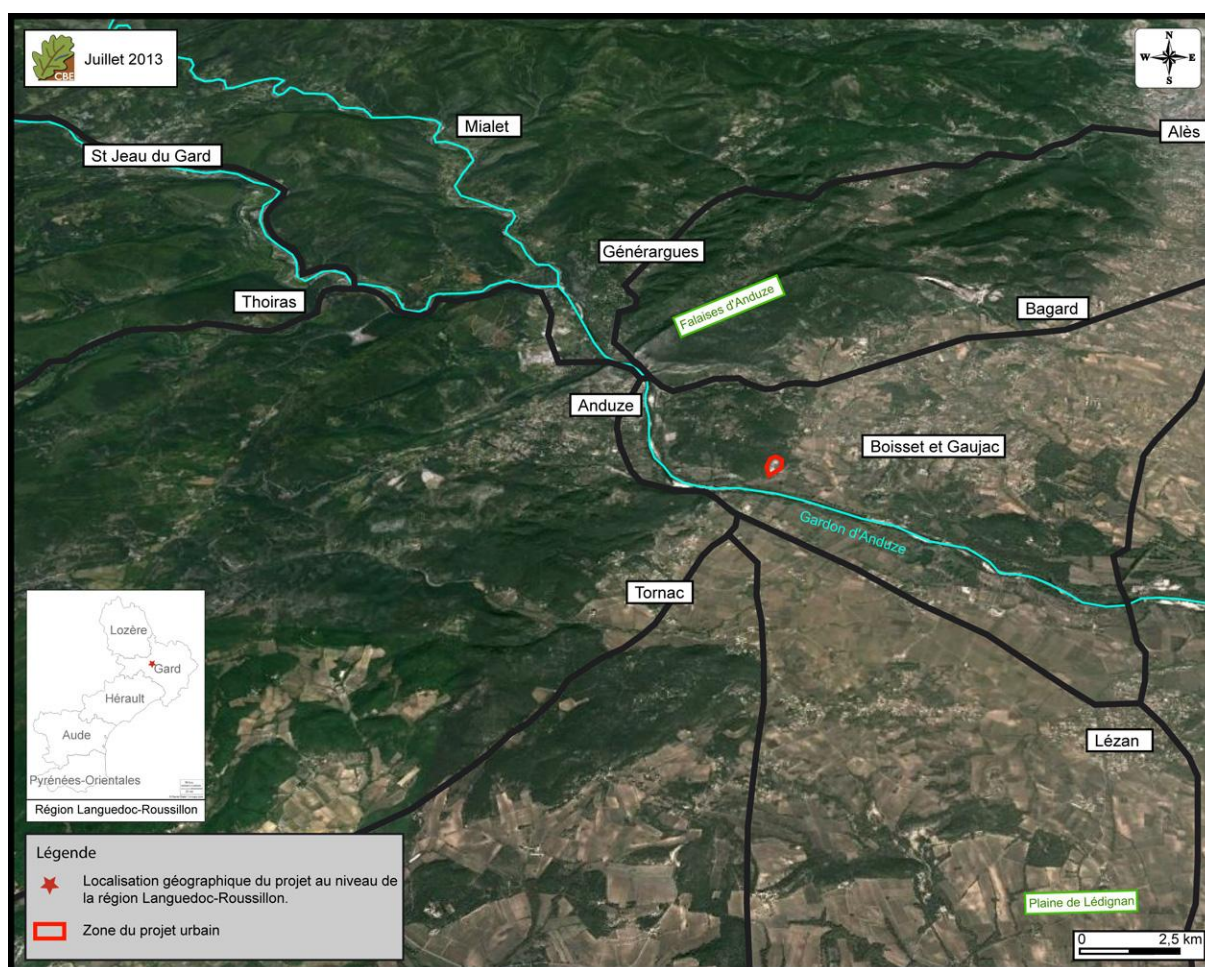 CBE
Juillet 2013
N
W
E
S
Mialet
Alès
St Jeau du Gard
Générargues
Thoiras
Falaises d'Anduze
Bagard
Anduze
Boisset et Gaujac
Gardon d'Anduze
Tornac
Lozère
Gard
Hérault
Aude
Pyrénées-Orientales
Région Languedoc-Roussillon
Lézan
Légende
Localisation géographique du projet au niveau de
la région Languedoc-Roussillon.
Zone du projet urbain
Plaine de Lédignan
0 2,5 km